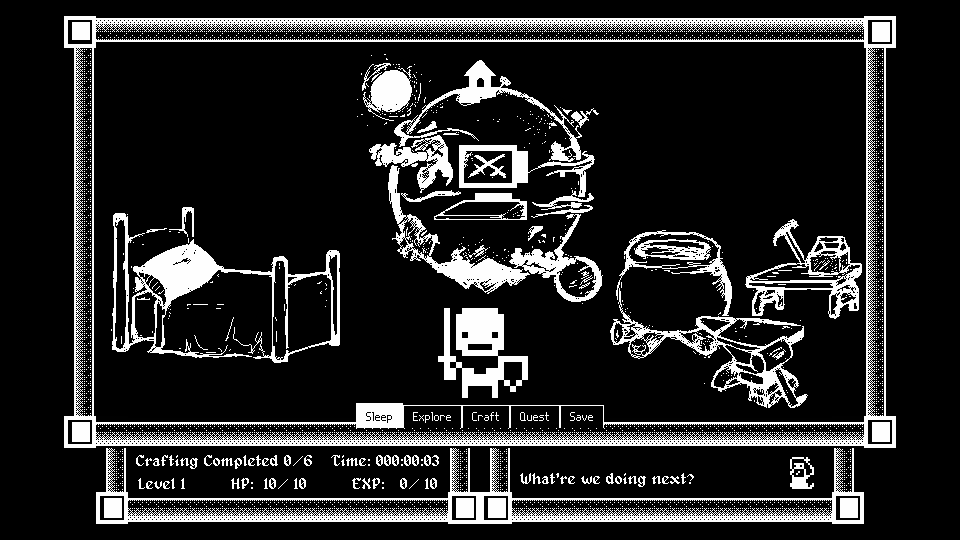 Sleep Explore Craft Quest Save
Crafting Completed 0/6 Time: 000:00:03
Level 1 HP: 10/10 EXP: 0/10
What're we doing next?